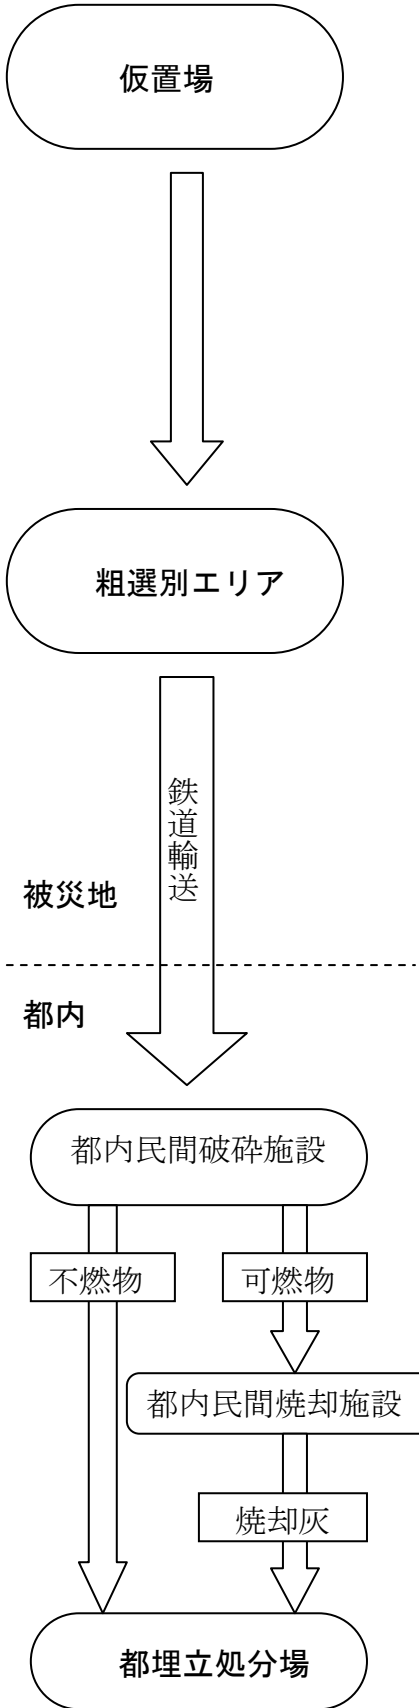 仮置場
粗選別エリア
鉄道輸送
被災地
都内
都内民間破砕施設
不燃物
可燃物
都内民間焼却施設
焼却灰
都埋立処分場